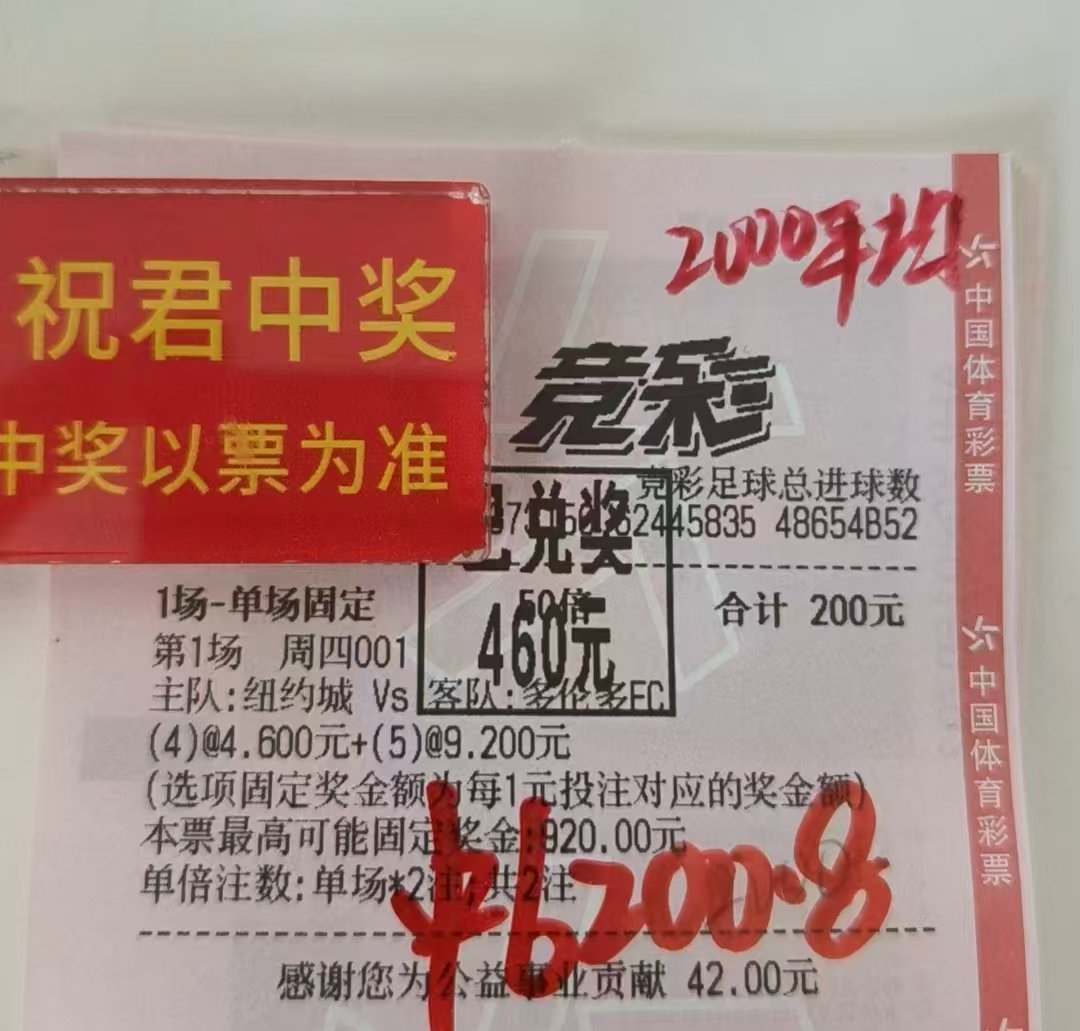 2000年均
祝君中奖
中奖以票为准
竞彩
竞彩足球总进球数
2445835 48654B52
已兑奖
460元
1场-单场固定 50倍 合计 200元
第1场 周四001
主队:纽约城 Vs 客队:多伦多FC
(4)@4.600元+(5)@9.200元
(选项固定奖金额为每1元投注对应的奖金额)
本票最高可能固定奖金:920.00元
单倍注数:单场*2注;共2注
¥6200.8
感谢您为公益事业贡献 42.00元
中国体育彩票
中国体育彩票